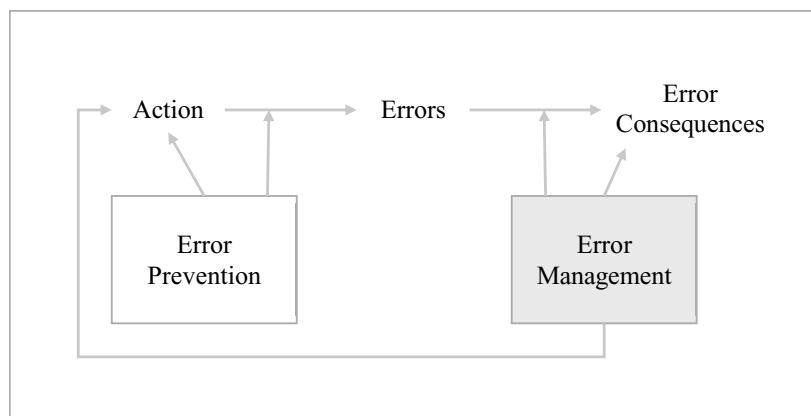 Action
Errors
Error
Consequences
Error
Prevention
Error
Management